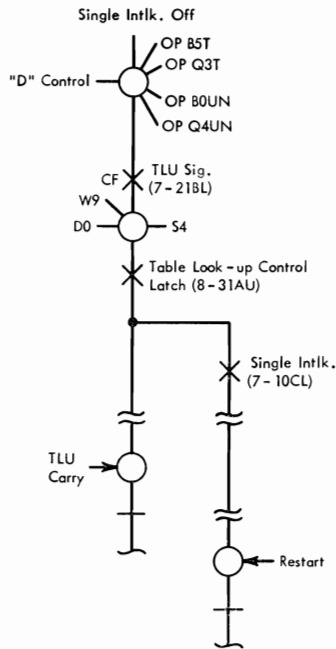 Single Intlk. Off
OP B5T
OP Q3T
"D" Control
OP B0UN
OP Q4UN
CF
TLU Sig.
(7-21BL)
W9
D0
S4
Table Look-up Control
Latch (8-31AU)
Single Intlk.
(7-10CL)
TLU
Carry
Restart